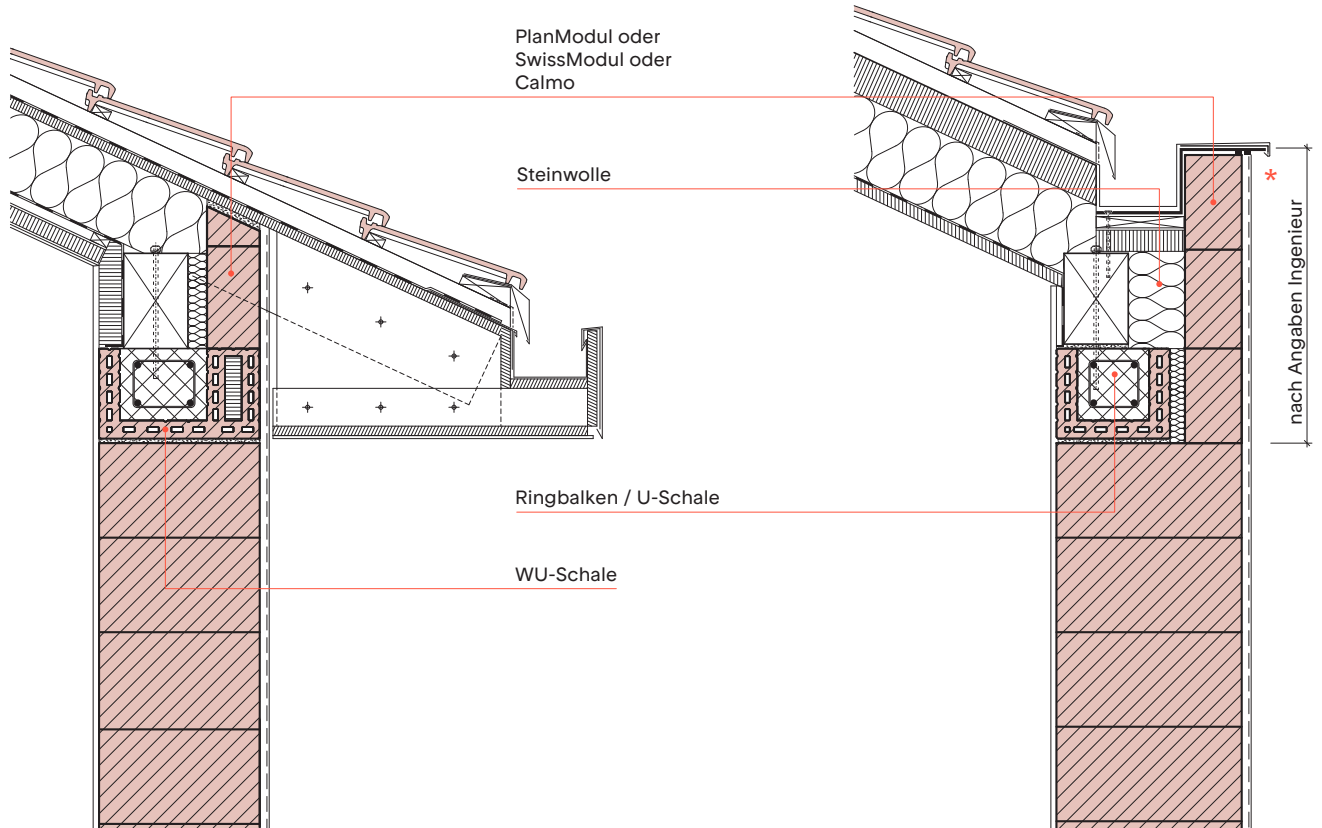 PlanModul oder
SwissModul oder
Calmo
Steinwolle
*
nach Angaben Ingenieur
Ringbalken / U-Schale
WU-Schale